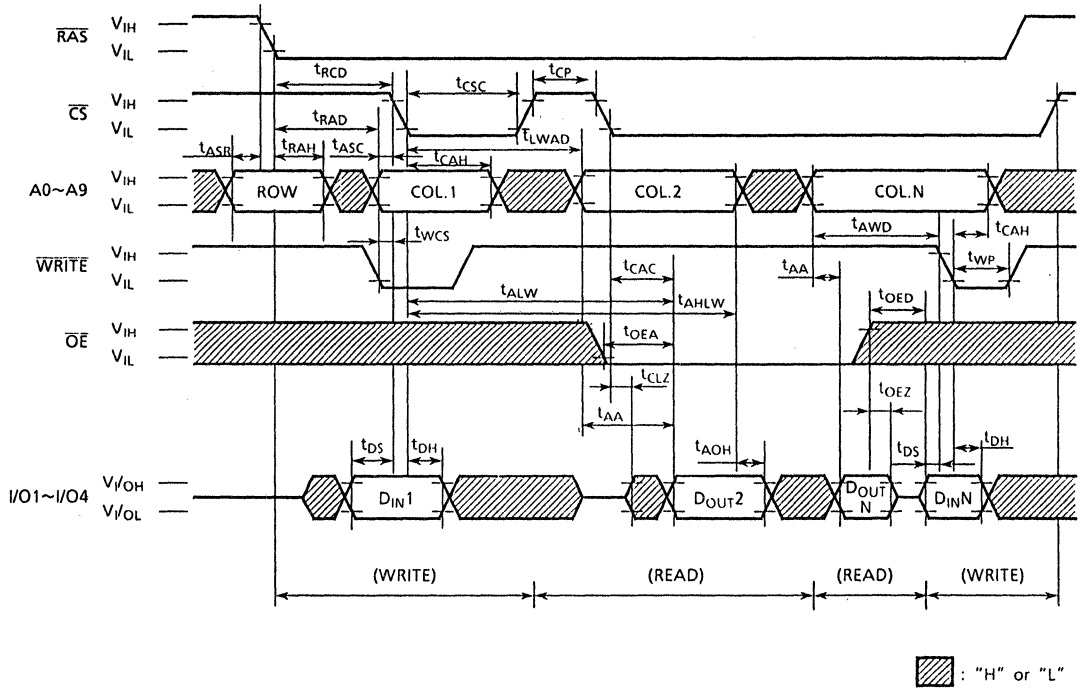 RAS VIH
VIL
tRCD tCSC tCP
CS VIH
VIL
tRAD tLWAD
tASR tRAH tASC tCAH
A0~A9 VIH
VIL
ROW COL.1 COL.2 COL.N
tWCS tAWD tCAH
WRITE VIH
VIL
tCAC tAA tWP
tALW tAHLW tOED
OE VIH
VIL
tOEA
tCLZ tOEZ
tAA
tDS tDH tAOH tDS tDH
I/O1~I/O4 VI/OH
VI/OL
DIN1 DOUT2 DOUT N DINN
(WRITE) (READ) (READ) (WRITE)
: "H" or "L"